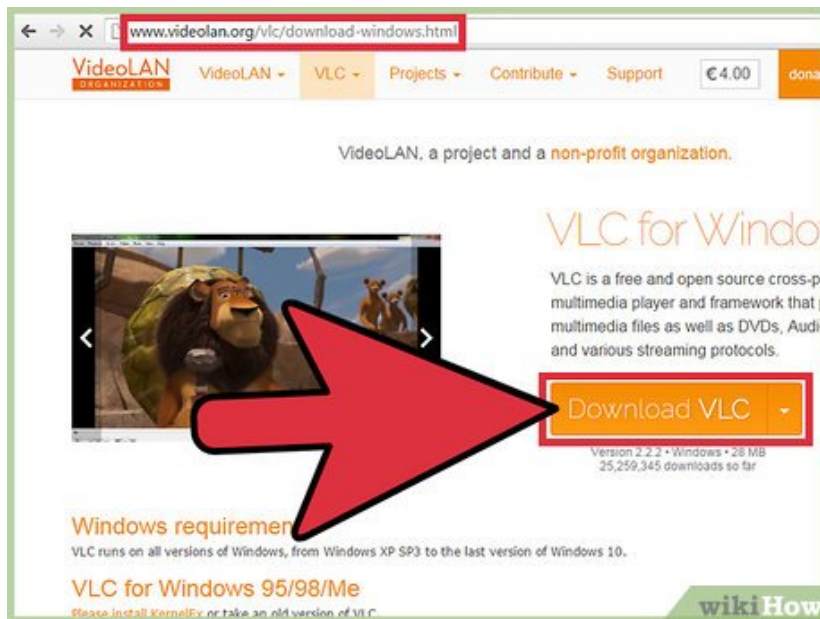 www.videolan.org/vlc/download-windows.html
VideoLAN
ORGANIZATION
VideoLAN VLC Projects Contribute Support €4.00 dona
VideoLAN, a project and a non-profit organization.
VLC for Windo
VLC is a free and open source cross-p
multimedia player and framework that
multimedia files as well as DVDs, Audi
and various streaming protocols.
Download VLC
Version 2.2.2 • Windows • 28 MB
25,259,345 downloads so far
Windows requiremen
VLC runs on all versions of Windows, from Windows XP SP3 to the last version of Windows 10.
VLC for Windows 95/98/Me
Please install KernelEx or take an old version of VLC
wikiHow